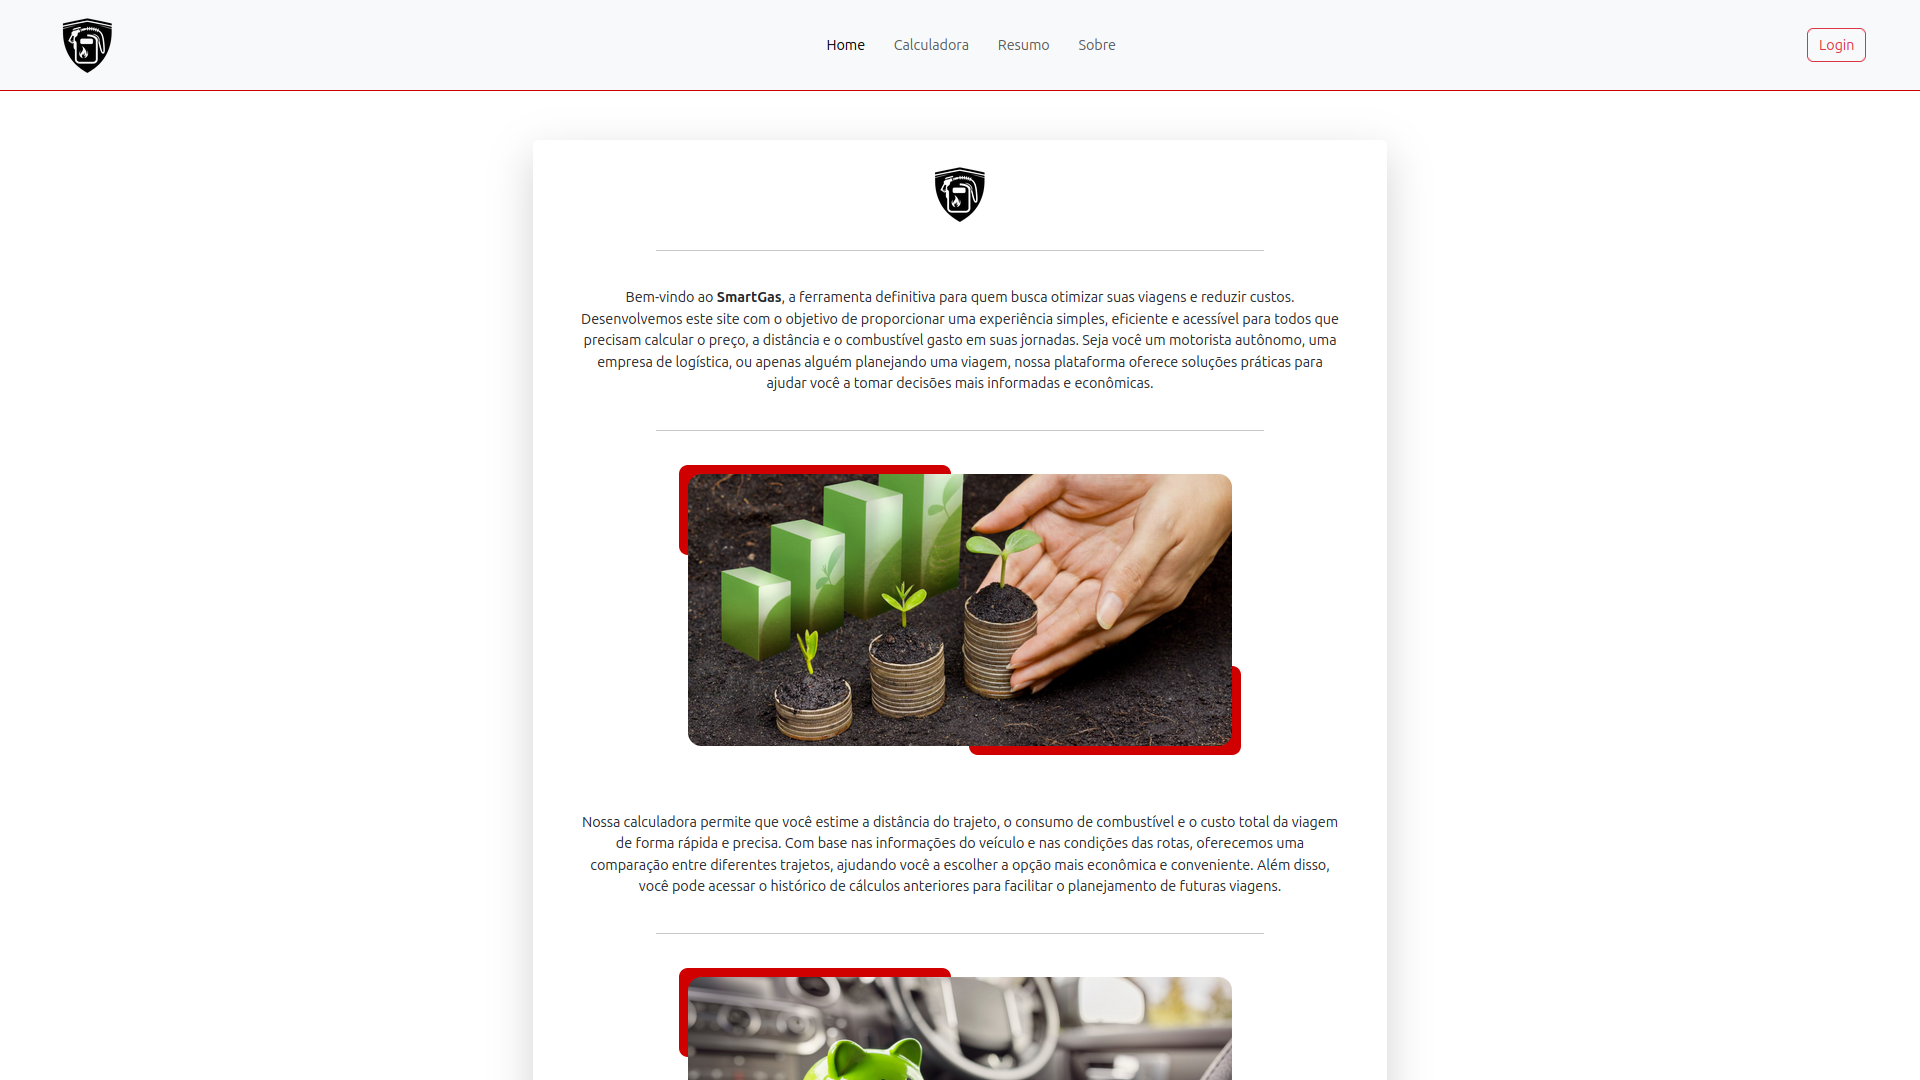 Home Calculadora Resumo Sobre Login
Bem-vindo ao SmartGas, a ferramenta definitiva para quem busca otimizar suas viagens e reduzir custos.
Desenvolvemos este site com o objetivo de proporcionar uma experiência simples, eficiente e acessível para todos que
precisam calcular o preço, a distância e o combustível gasto em suas jornadas. Seja você um motorista autônomo, uma
empresa de logística, ou apenas alguém planejando uma viagem, nossa plataforma oferece soluções práticas para
ajudar você a tomar decisões mais informadas e econômicas.
Nossa calculadora permite que você estime a distância do trajeto, o consumo de combustível e o custo total da viagem
de forma rápida e precisa. Com base nas informações do veículo e nas condições das rotas, oferecemos uma
comparação entre diferentes trajetos, ajudando você a escolher a opção mais econômica e conveniente. Além disso,
você pode acessar o histórico de cálculos anteriores para facilitar o planejamento de futuras viagens.